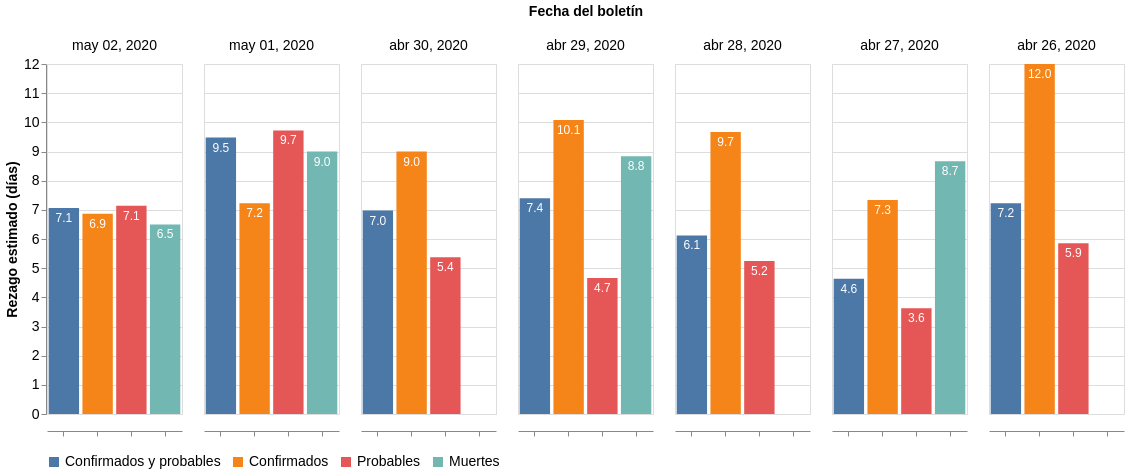 Fecha del boletín
may 02, 2020 may 01, 2020 abr 30, 2020 abr 29, 2020 abr 28, 2020 abr 27, 2020 abr 26, 2020
Rezago estimado (días)
12
11
10
9
8
7
6
5
4
3
2
1
0
7.1 6.9 7.1 6.5
9.5 7.2 9.7 9.0
7.0 9.0 5.4
7.4 10.1 4.7 8.8
6.1 9.7 5.2
4.6 7.3 3.6 8.7
7.2 12.0 5.9
Confirmados y probables Confirmados Probables Muertes